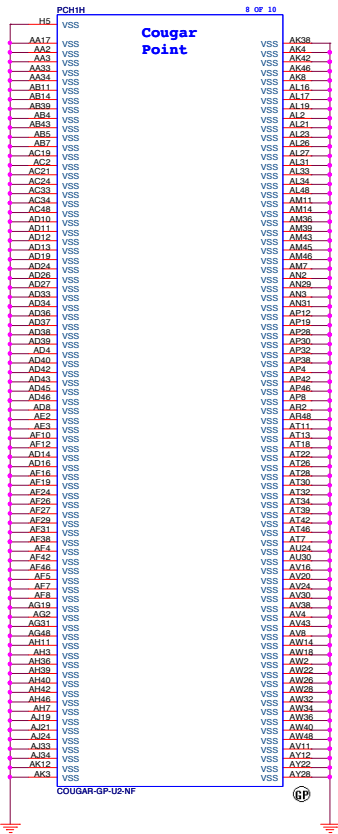 PCH1H 8 OF 10
H5 VSS
Cougar
Point
AA17 VSS VSS AK38
AA2 VSS VSS AK4
AA3 VSS VSS AK42
AA33 VSS VSS AK46
AA34 VSS VSS AK8
AB11 VSS VSS AL16
AB14 VSS VSS AL17
AB39 VSS VSS AL19
AB4 VSS VSS AL2
AB43 VSS VSS AL21
AB5 VSS VSS AL23
AB7 VSS VSS AL26
AC19 VSS VSS AL27
AC2 VSS VSS AL31
AC21 VSS VSS AL33
AC24 VSS VSS AL34
AC33 VSS VSS AL48
AC34 VSS VSS AM11
AC48 VSS VSS AM14
AD10 VSS VSS AM36
AD11 VSS VSS AM39
AD12 VSS VSS AM43
AD13 VSS VSS AM45
AD19 VSS VSS AM46
AD24 VSS VSS AM7
AD26 VSS VSS AN2
AD27 VSS VSS AN29
AD33 VSS VSS AN3
AD34 VSS VSS AN31
AD36 VSS VSS AP12
AD37 VSS VSS AP19
AD38 VSS VSS AP28
AD39 VSS VSS AP30
AD4 VSS VSS AP32
AD40 VSS VSS AP38
AD42 VSS VSS AP4
AD43 VSS VSS AP42
AD45 VSS VSS AP46
AD46 VSS VSS AP8
AD8 VSS VSS AR2
AE2 VSS VSS AR48
AE3 VSS VSS AT11
AF10 VSS VSS AT13
AF12 VSS VSS AT18
AD14 VSS VSS AT22
AD16 VSS VSS AT26
AF16 VSS VSS AT28
AF19 VSS VSS AT30
AF24 VSS VSS AT32
AF26 VSS VSS AT34
AF27 VSS VSS AT39
AF29 VSS VSS AT42
AF31 VSS VSS AT46
AF38 VSS VSS AT7
AF4 VSS VSS AU24
AF42 VSS VSS AU30
AF46 VSS VSS AV16
AF5 VSS VSS AV20
AF7 VSS VSS AV24
AF8 VSS VSS AV30
AG19 VSS VSS AV38
AG2 VSS VSS AV4
AG31 VSS VSS AV43
AG48 VSS VSS AV8
AH11 VSS VSS AW14
AH3 VSS VSS AW18
AH36 VSS VSS AW2
AH39 VSS VSS AW22
AH40 VSS VSS AW26
AH42 VSS VSS AW28
AH46 VSS VSS AW32
AH7 VSS VSS AW34
AJ19 VSS VSS AW36
AJ21 VSS VSS AW40
AJ24 VSS VSS AW48
AJ33 VSS VSS AV11
AJ34 VSS VSS AY12
AK12 VSS VSS AY22
AK3 VSS VSS AY28
COUGAR-GP-U2-NF
GP